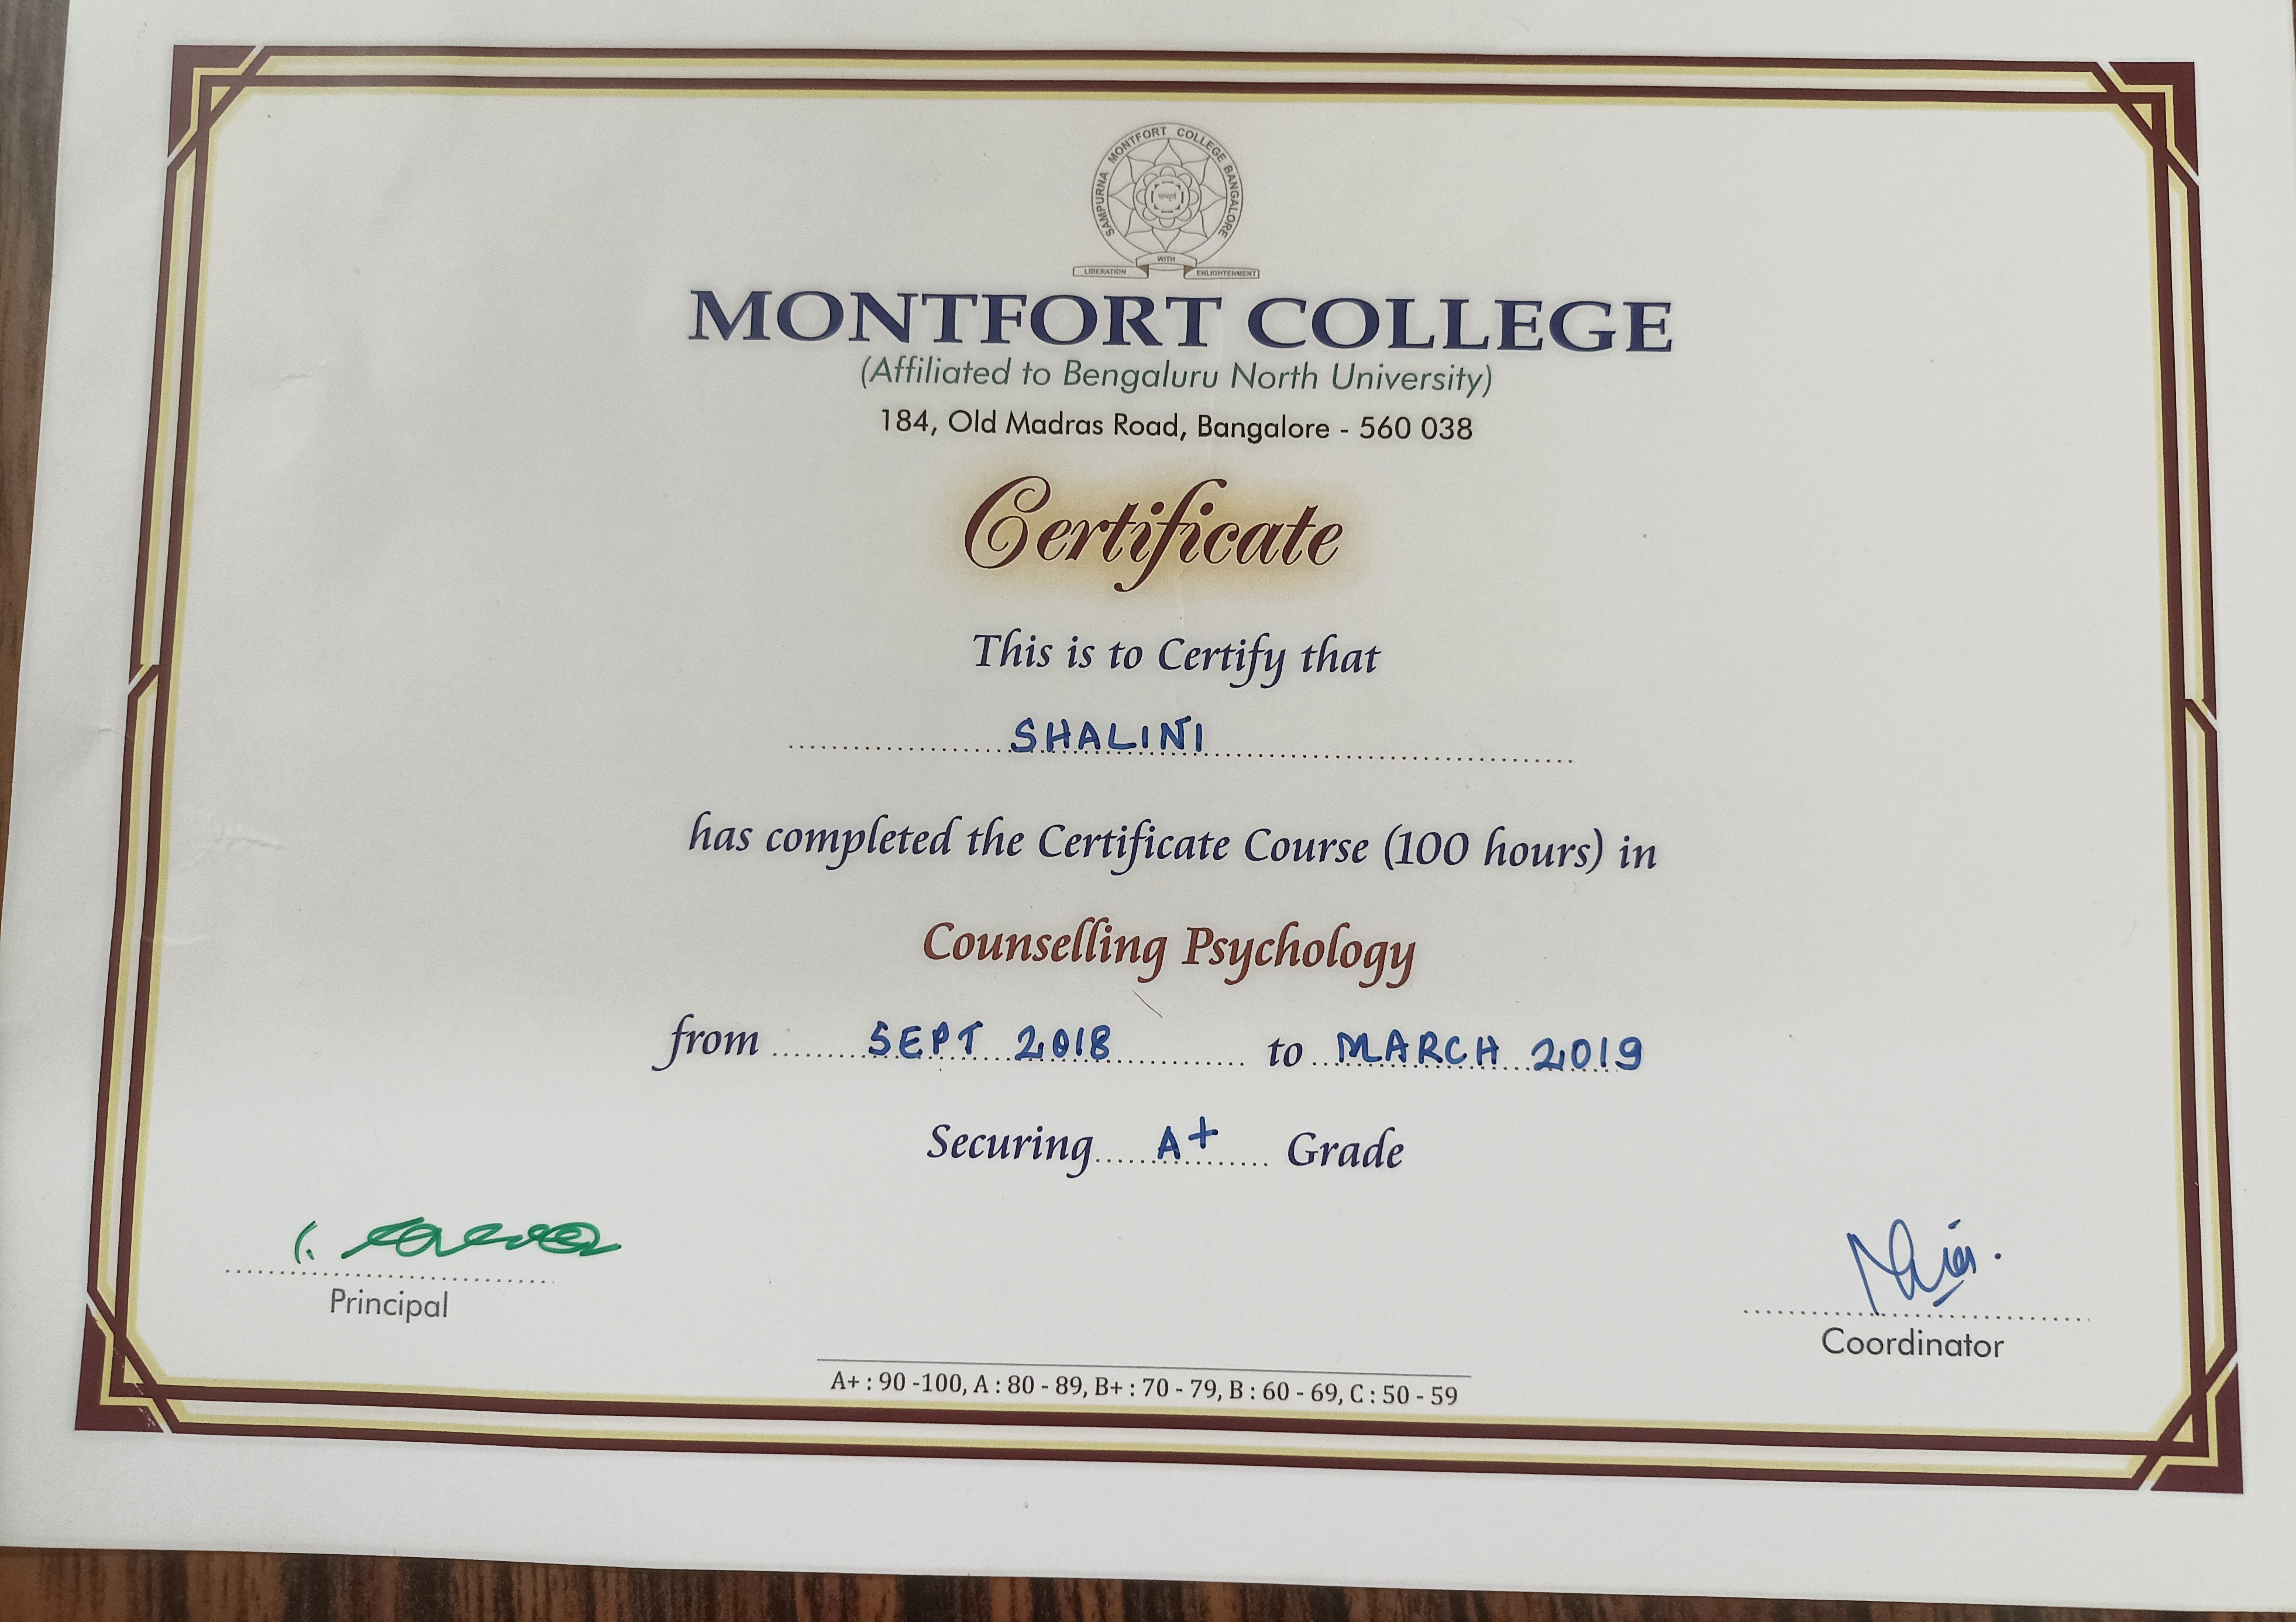 SAMPURNA MONTFORT COLLEGE BANGALORE
LIBERATION WITH ENLIGHTENMENT
MONTFORT COLLEGE
(Affiliated to Bengaluru North University)
184, Old Madras Road, Bangalore - 560 038
Certificate
This is to Certify that
SHALINI
has completed the Certificate Course (100 hours) in
Counselling Psychology
from SEPT 2018 to MARCH 2019
Securing A+ Grade
Principal
Coordinator
A+ : 90 -100, A : 80 - 89, B+ : 70 - 79, B : 60 - 69, C : 50 - 59